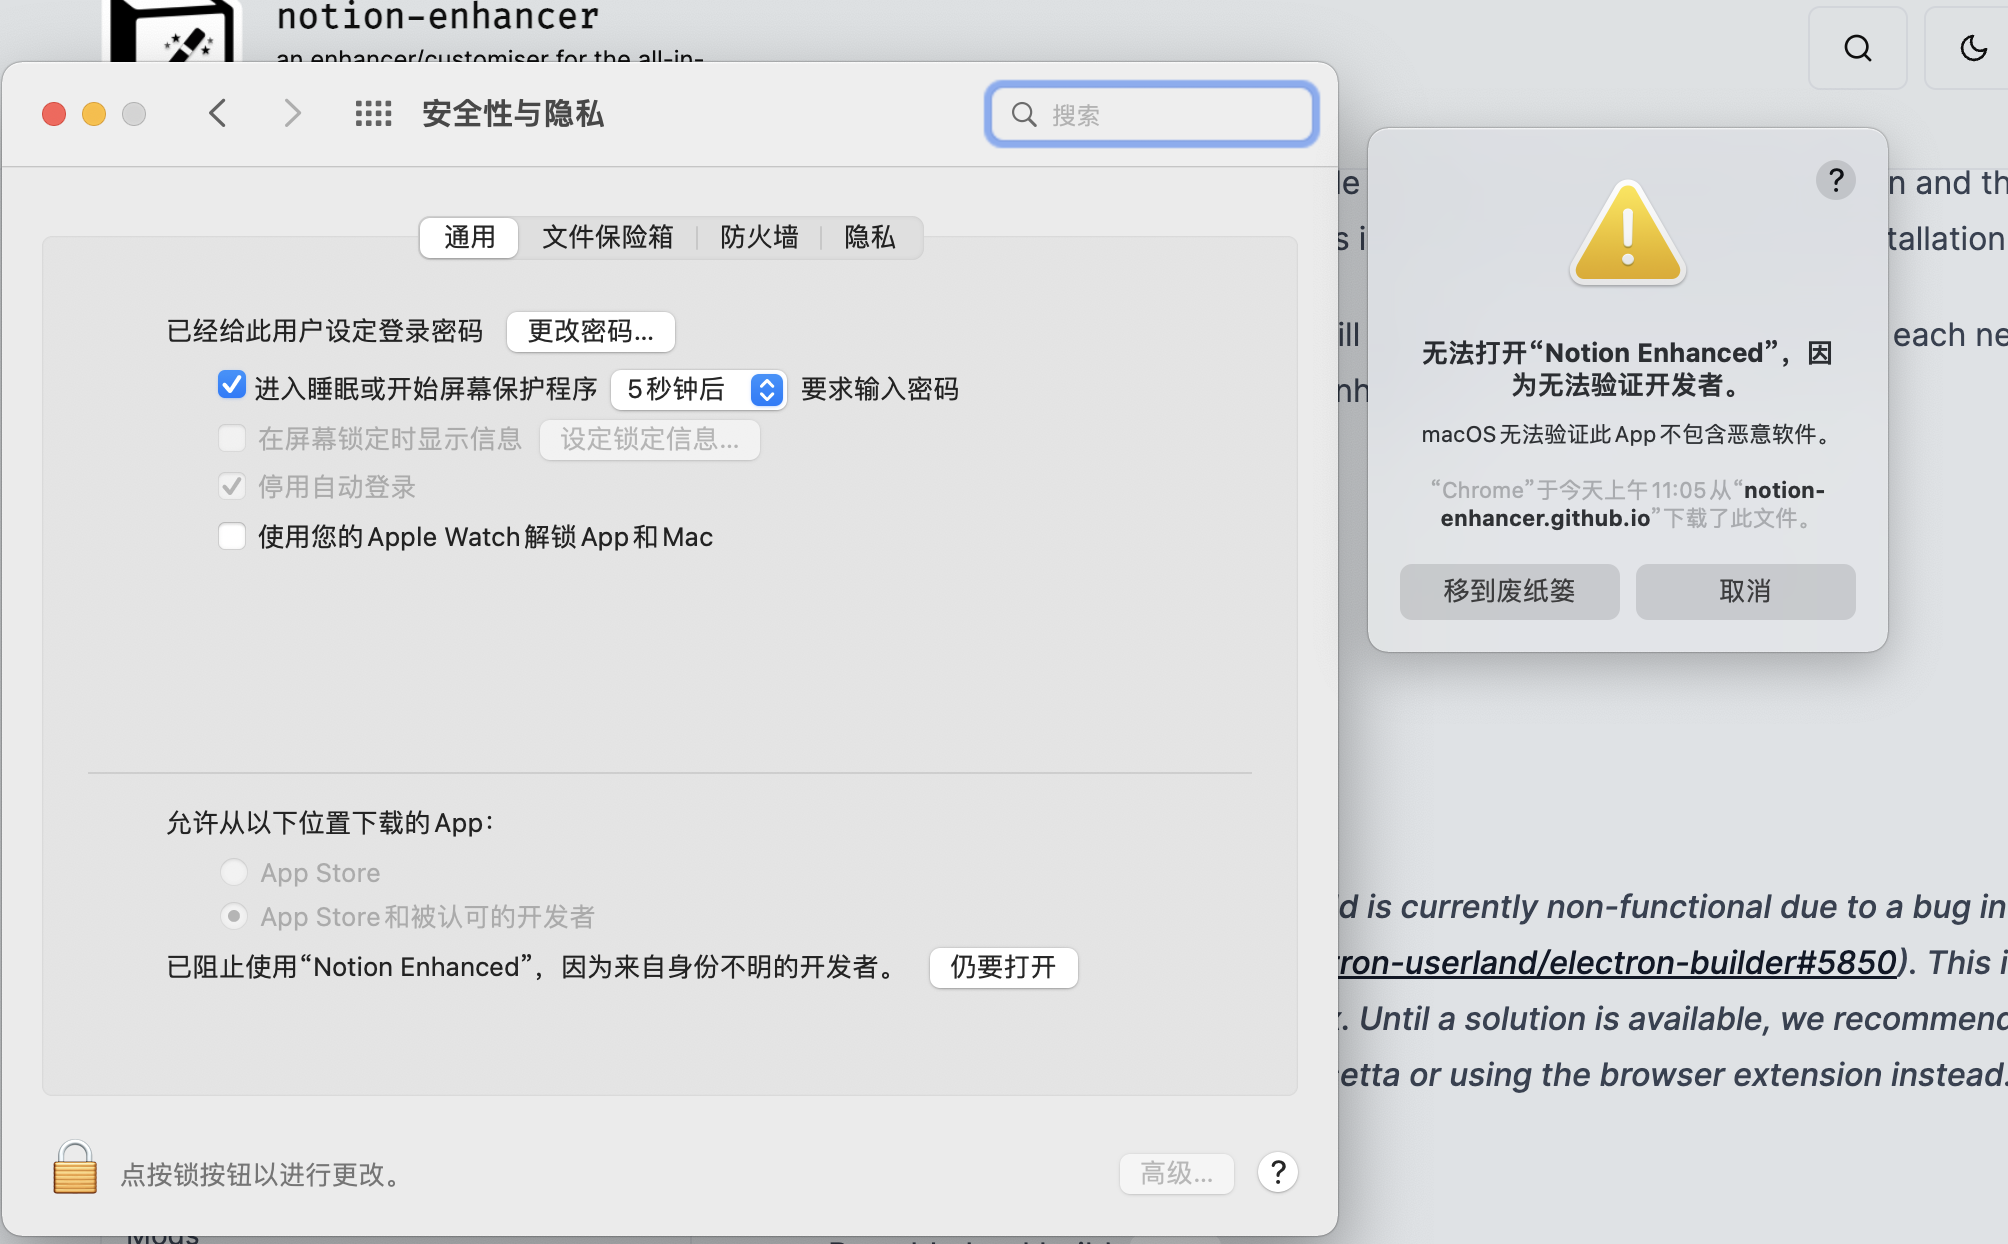 notion-enhancer
an enhancer/customiser for the all-in-
安全性与隐私
搜索
通用
文件保险箱
防火墙
隐私
已经给此用户设定登录密码
更改密码...
进入睡眠或开始屏幕保护程序
5秒钟后
要求输入密码
在屏幕锁定时显示信息
设定锁定信息...
停用自动登录
使用您的Apple Watch解锁App和Mac
允许从以下位置下载的App：
App Store
App Store和被认可的开发者
已阻止使用“Notion Enhanced”，因为来自身份不明的开发者。
仍要打开
点按锁按钮以进行更改。
高级...
?
?
无法打开“Notion Enhanced”，因
为无法验证开发者。
macOS无法验证此App不包含恶意软件。
“Chrome”于今天上午11:05从“notion-
enhancer.github.io”下载了此文件。
移到废纸篓
取消
n and th
s i
tallation
ill
each ne
nh
d is currently non-functional due to a bug in
ron-userland/electron-builder#5850). This i
. Until a solution is available, we recommend
etta or using the browser extension instead.
Mods